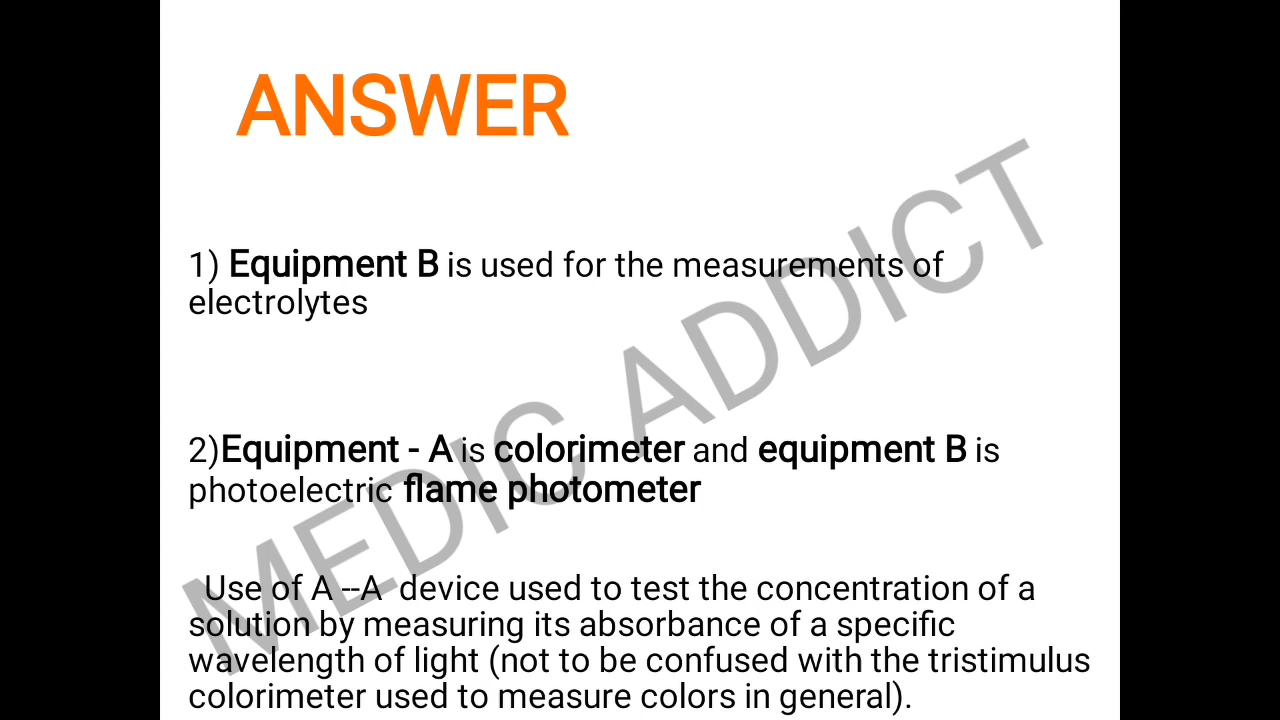 ANSWER
1) Equipment B is used for the measurements of
electrolytes
2)Equipment - A is colorimeter and equipment B is
photoelectric flame photometer
Use of A --A device used to test the concentration of a
solution by measuring its absorbance of a specific
wavelength of light (not to be confused with the tristimulus
colorimeter used to measure colors in general).
MEDIC ADDICT